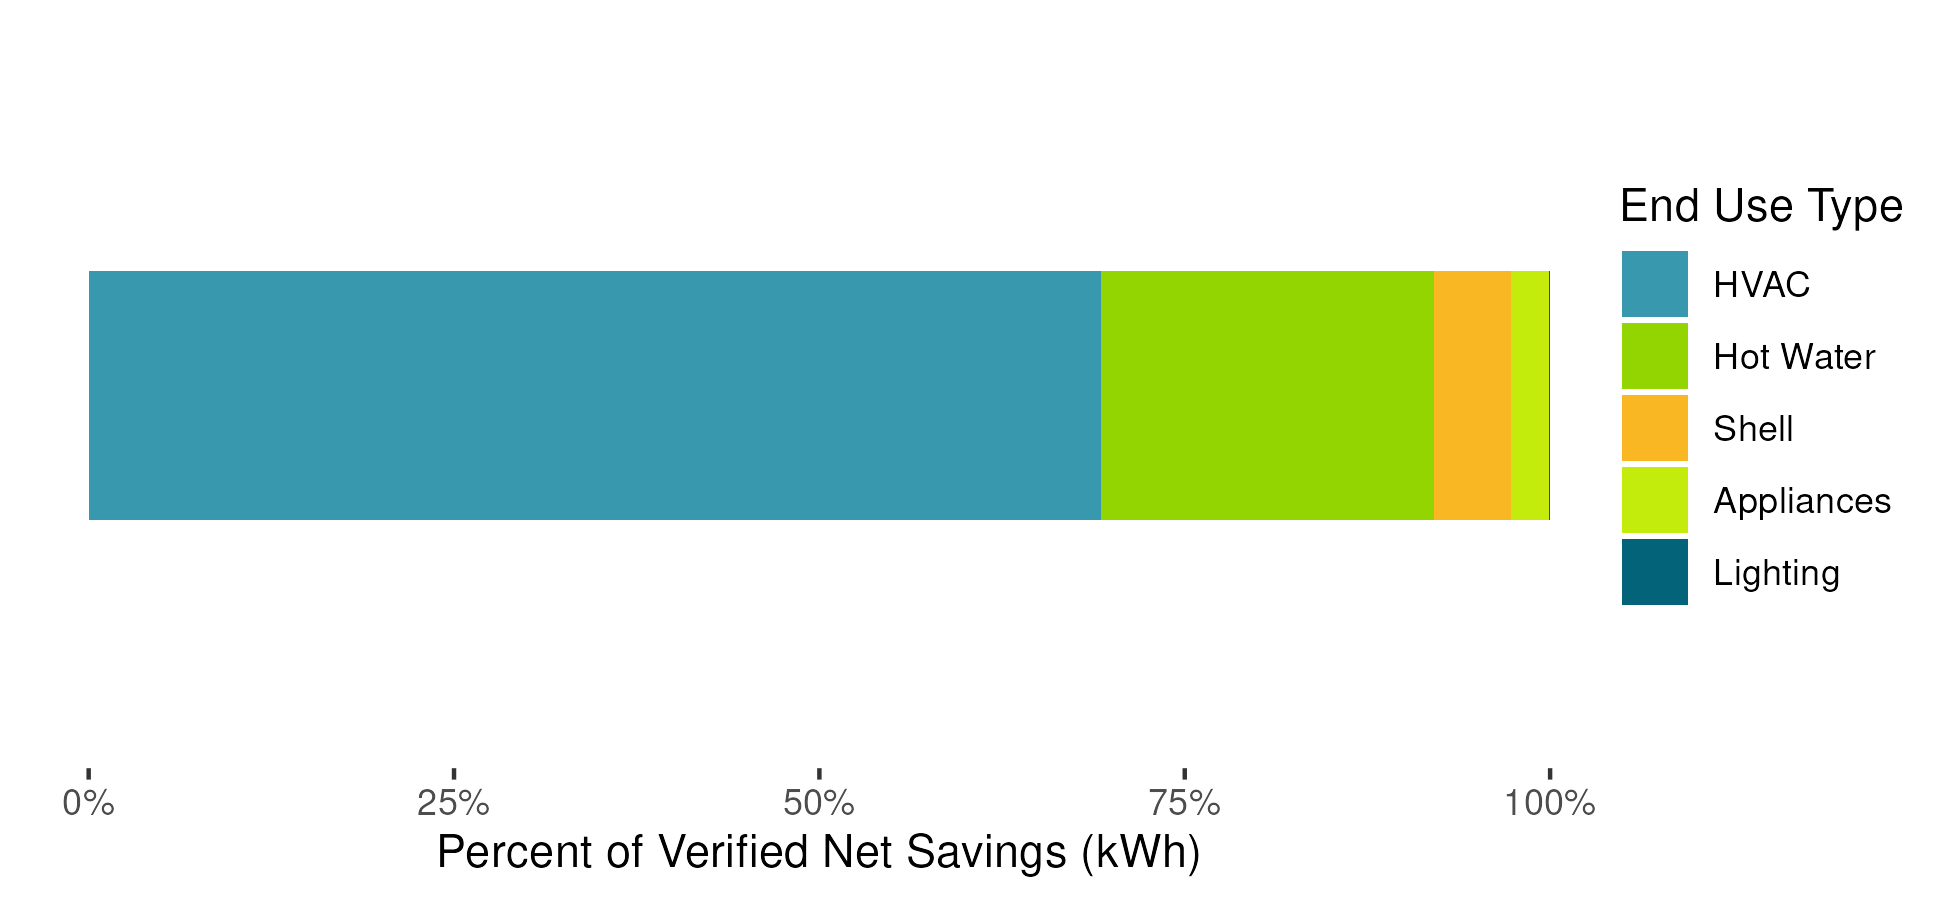 End Use Type
HVAC
Hot Water
Shell
Appliances
Lighting
0% 25% 50% 75% 100%
Percent of Verified Net Savings (kWh)